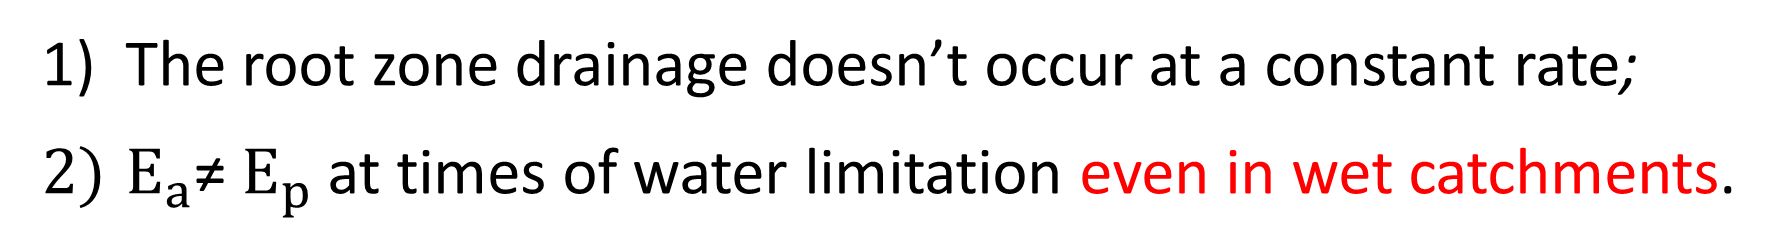 1) The root zone drainage doesn’t occur at a constant rate;
2) Eₐ≠ Eₚ at times of water limitation even in wet catchments.